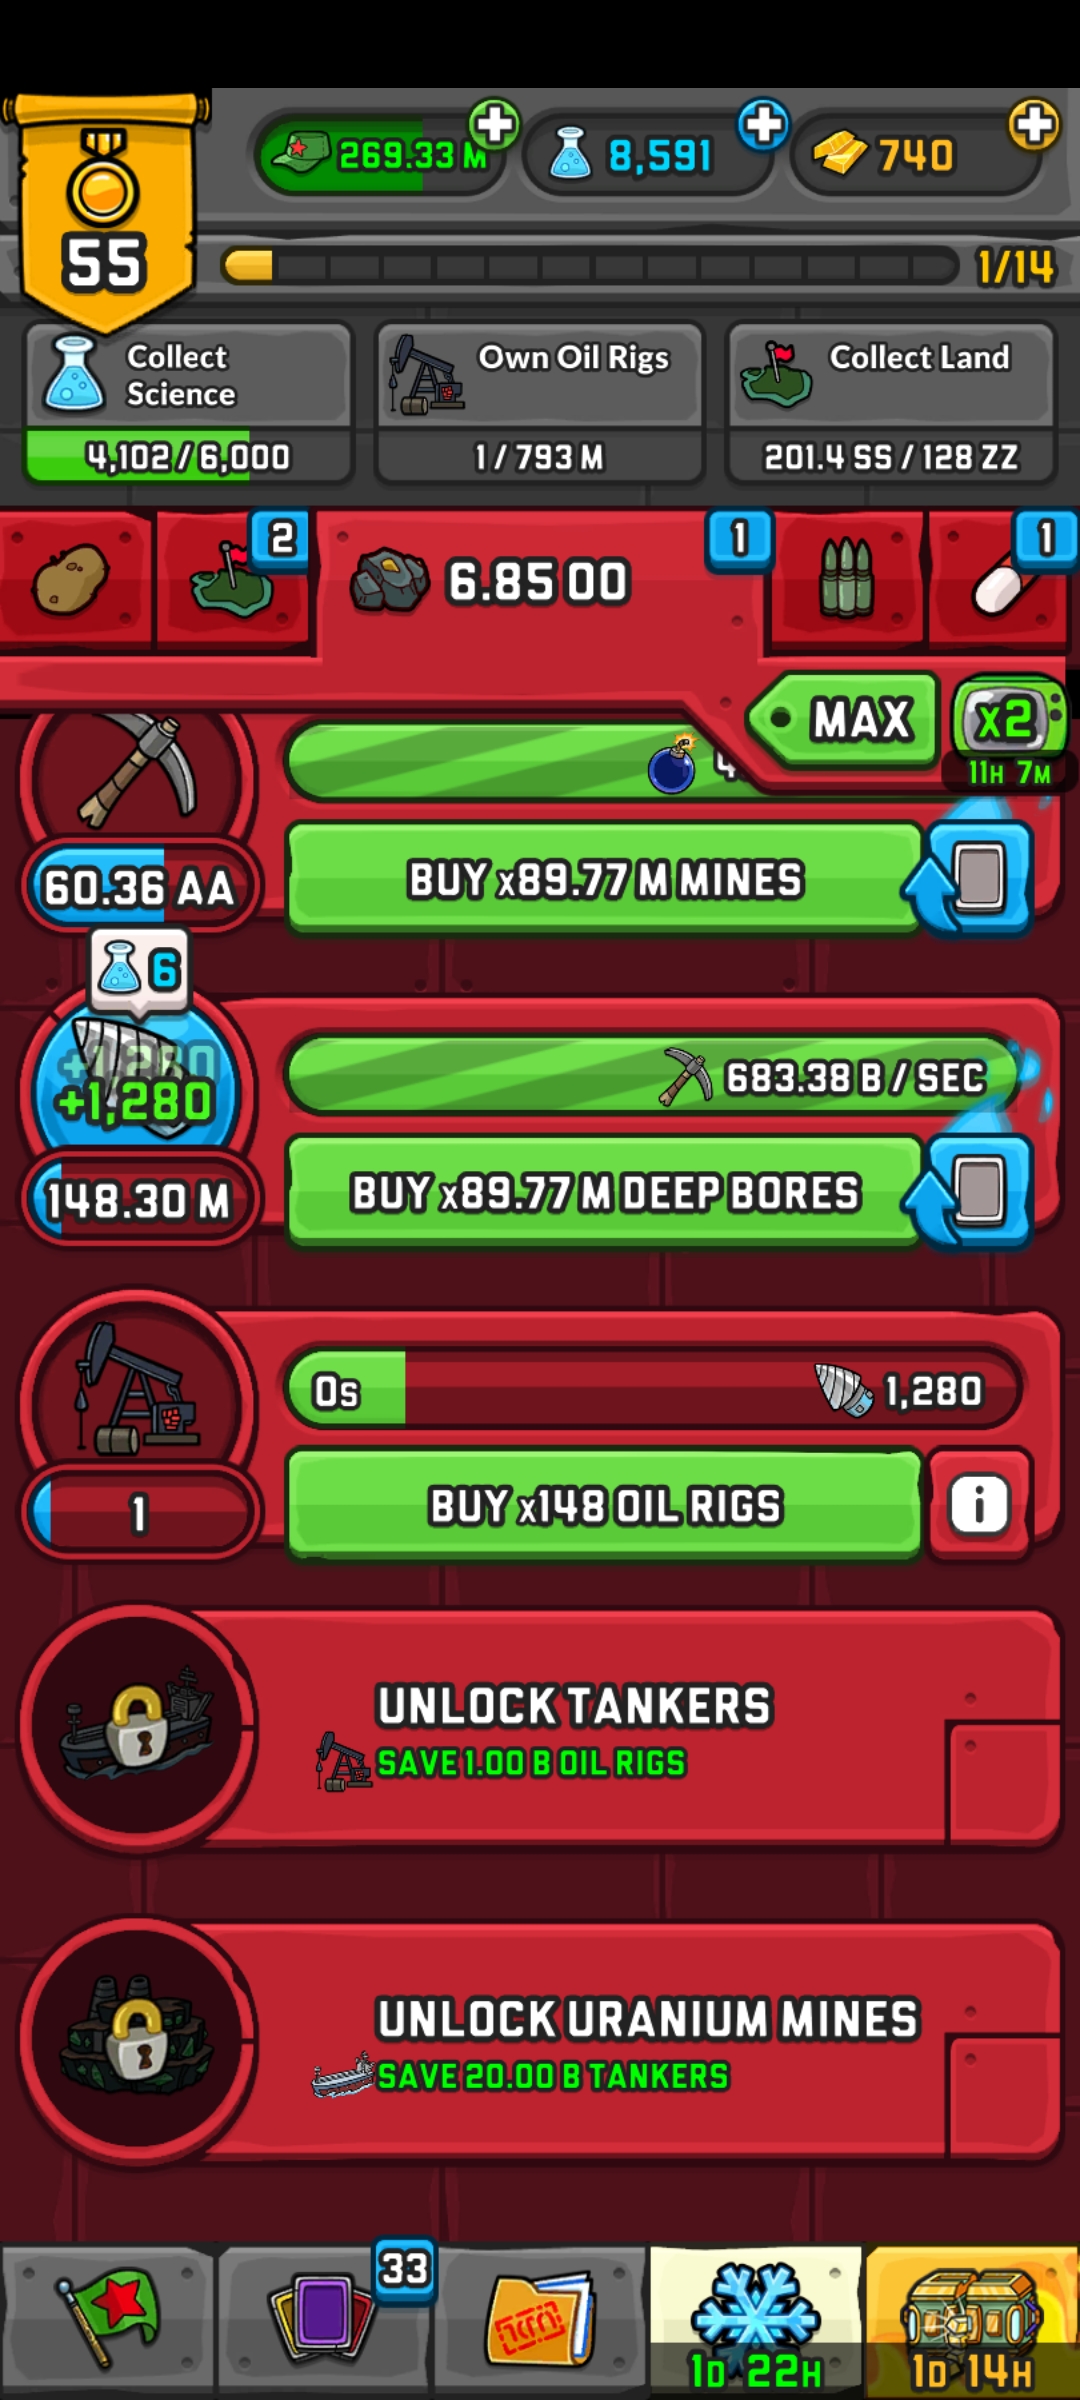 269.33 M
8,591
740
55
1/14
Collect
Science
4,102 / 6,000
Own Oil Rigs
1 / 793 M
Collect Land
201.4 SS / 128 ZZ
2
6.85 OO
1
1
MAX
x2
11H 7M
60.36 AA
BUY x89.77 M MINES
6
+1,280
+1,280
683.38 B / SEC
148.30 M
BUY x89.77 M DEEP BORES
0s
1,280
1
BUY x148 OIL RIGS
i
UNLOCK TANKERS
SAVE 1.00 B OIL RIGS
UNLOCK URANIUM MINES
SAVE 20.00 B TANKERS
33
1D 22H
1D 14H